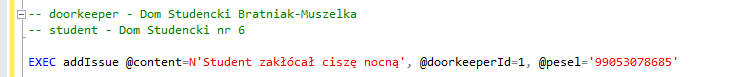 -- doorkeeper - Dom Studencki Bratniak-Muszelka
-- student - Dom Studencki nr 6
EXEC addIssue @content=N'Student zakłócał ciszę nocną', @doorkeeperId=1, @pesel='99053078685'